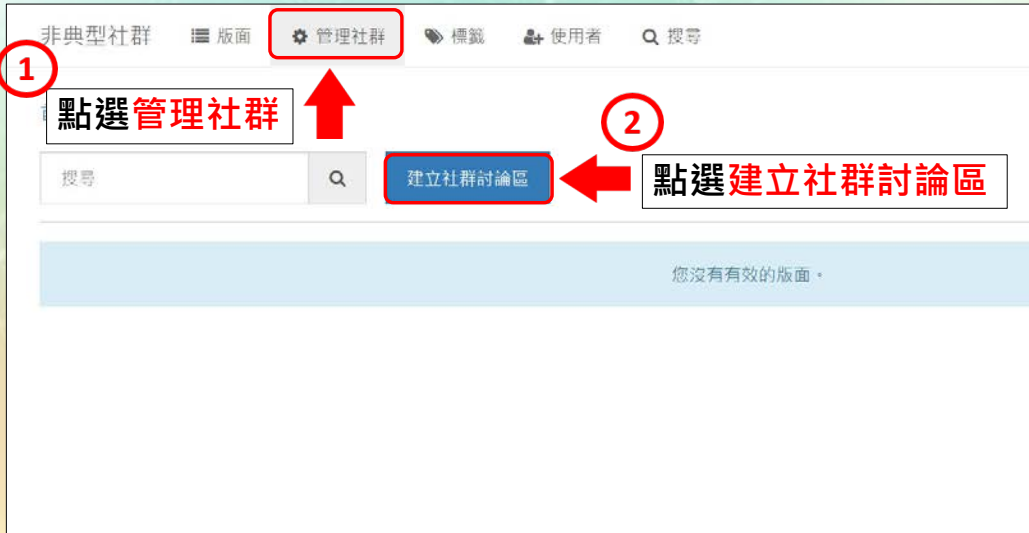 非典型社群 版面 管理社群 標籤 使用者 搜尋
1
點選管理社群
2
搜尋 建立社群討論區 點選建立社群討論區
您沒有有效的版面。